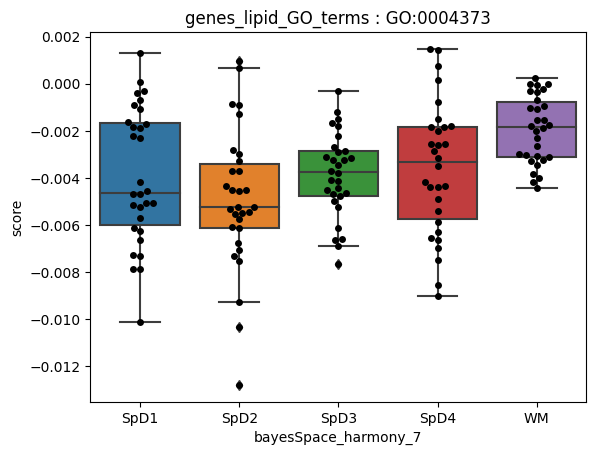 genes_lipid_GO_terms : GO:0004373
0.002
0.000
−0.002
−0.004
−0.006
−0.008
−0.010
−0.012
score
SpD1 SpD2 SpD3 SpD4 WM
bayesSpace_harmony_7